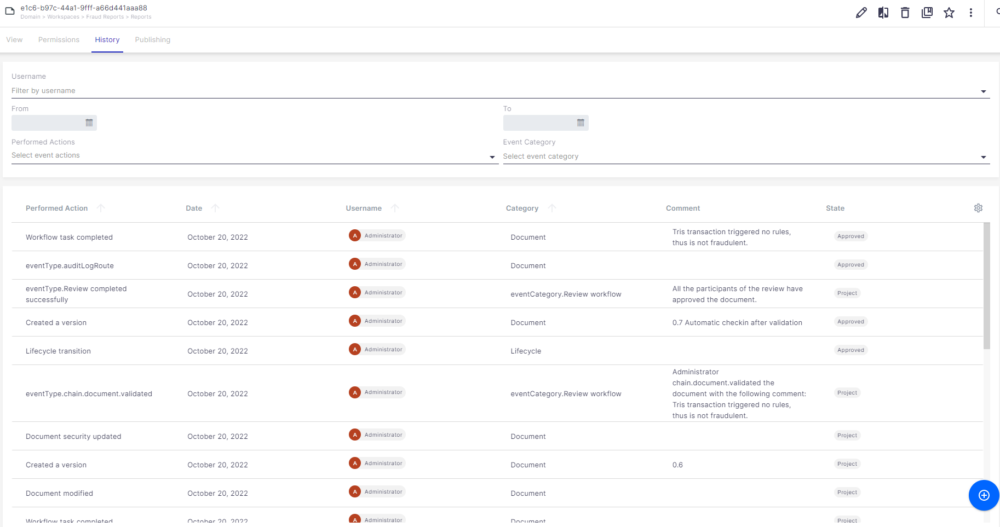 e1c6-b97c-44a1-9fff-a66d441aaa88
Domain > Workspaces > Fraud Reports > Reports
View Permissions History Publishing
Username
Filter by username
From To
Performed Actions Event Category
Select event actions Select event category
Performed Action Date Username Category Comment State
Workflow task completed October 20, 2022 A Administrator Document Tris transaction triggered no rules, Approved
thus is not fraudulent.
eventType.auditLogRoute October 20, 2022 A Administrator Document Approved
eventType.Review completed October 20, 2022 A Administrator eventCategory.Review workflow All the participants of the review have Project
successfully approved the document.
Created a version October 20, 2022 A Administrator Document 0.7 Automatic checkin after validation Approved
Lifecycle transition October 20, 2022 A Administrator Lifecycle Approved
Administrator
chain.document.validated the
eventType.chain.document.validated October 20, 2022 A Administrator eventCategory.Review workflow document with the following comment: Project
Tris transaction triggered no rules,
thus is not fraudulent.
Document security updated October 20, 2022 A Administrator Document Project
Created a version October 20, 2022 A Administrator Document 0.6 Project
Document modified October 20, 2022 A Administrator Document Project
Workflow task completed October 20, 2022 A Administrator Document Project